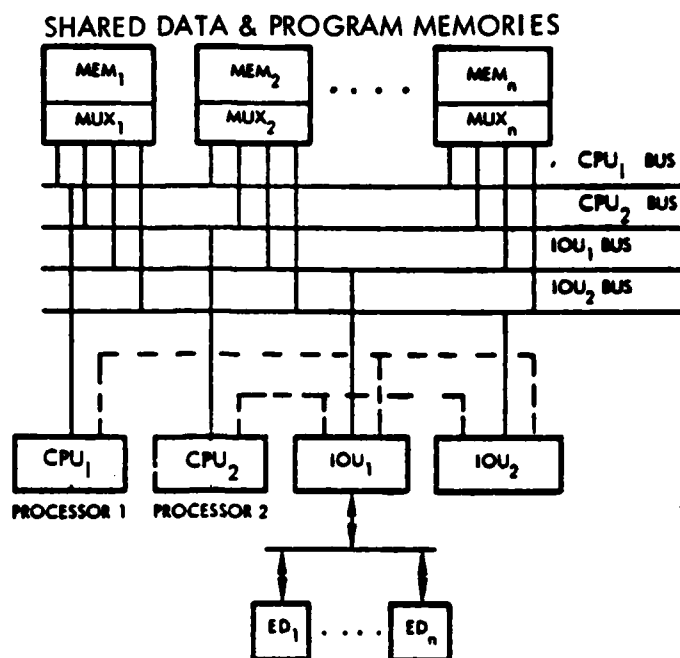 SHARED DATA & PROGRAM MEMORIES
MEM₁ MEM₂ . . . . MEMₙ
MUX₁ MUX₂ MUXₙ
CPU₁ BUS
CPU₂ BUS
IOU₁ BUS
IOU₂ BUS
CPU₁ CPU₂ IOU₁ IOU₂
PROCESSOR 1 PROCESSOR 2
ED₁ . . . . EDₙ